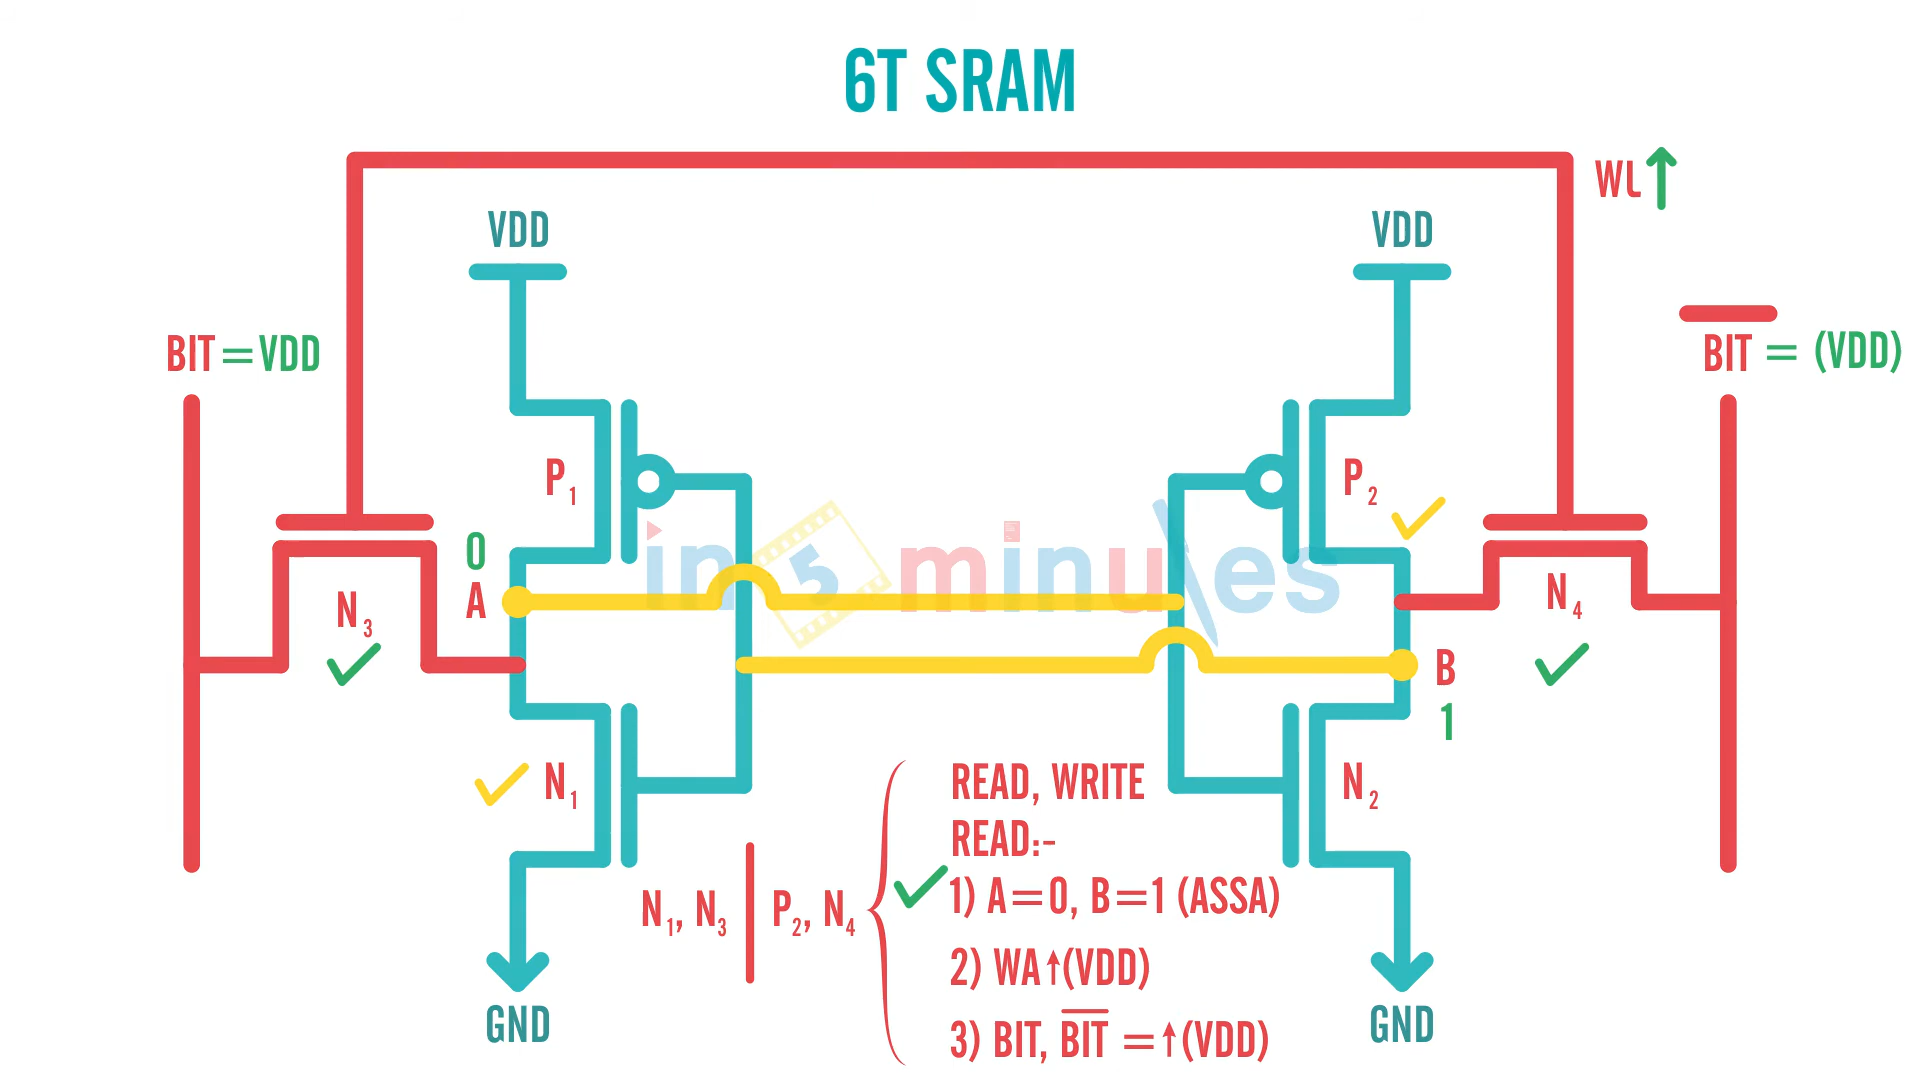 6T SRAM
WL↑
VDD
VDD
BIT=VDD
BIT = (VDD)
P1
P2
in 5 minutes
0
A
N3
N4
B
1
N1
N2
READ, WRITE
READ:-
N1, N3 | P2, N4
1) A=0, B=1 (ASSA)
2) WA↑(VDD)
3) BIT, B̅I̅T̅ =↑(VDD)
GND
GND